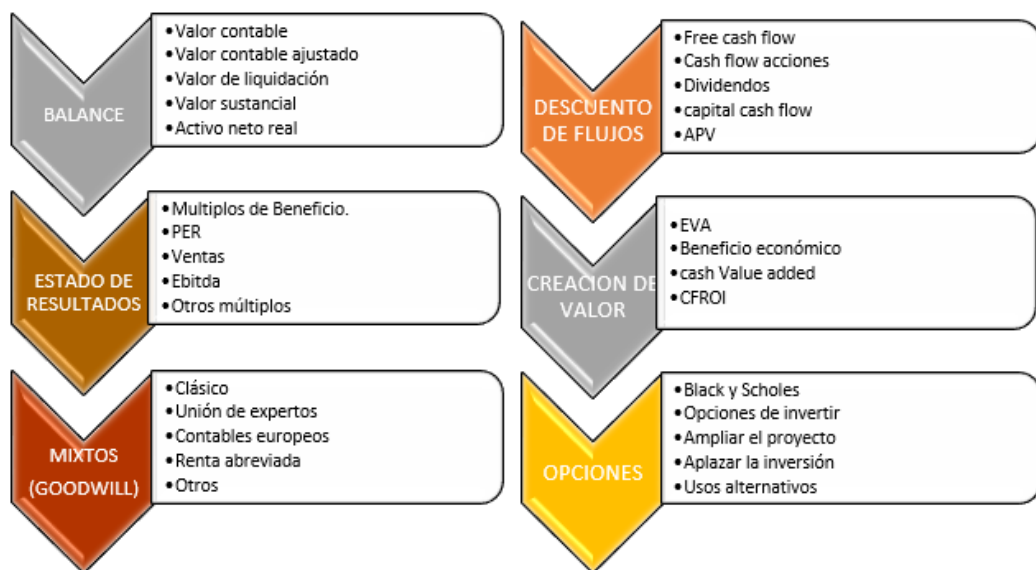 BALANCE
•Valor contable
•Valor contable ajustado
•Valor de liquidación
•Valor sustancial
•Activo neto real
ESTADO DE
RESULTADOS
•Multiplos de Beneficio.
•PER
•Ventas
•Ebitda
•Otros múltiplos
MIXTOS
(GOODWILL)
•Clásico
•Unión de expertos
•Contables europeos
•Renta abreviada
•Otros
DESCUENTO
DE FLUJOS
•Free cash flow
•Cash flow acciones
•Dividendos
•capital cash flow
•APV
CREACION DE
VALOR
•EVA
•Beneficio económico
•cash Value added
•CFROI
OPCIONES
•Black y Scholes
•Opciones de invertir
•Ampliar el proyecto
•Aplazar la inversión
•Usos alternativos